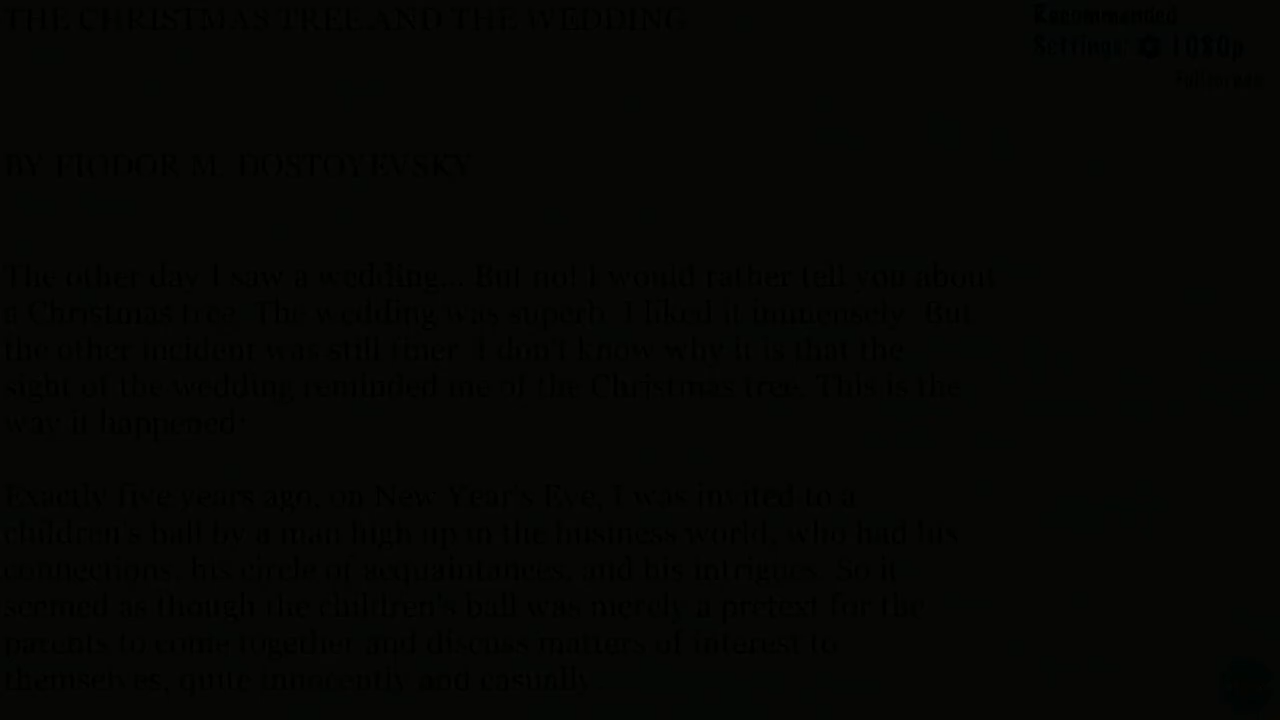 THE CHRISTMAS TREE AND THE WEDDING
Recommended
Settings: 1080p
Fullscreen
BY FIODOR M. DOSTOYEVSKY
The other day I saw a wedding... But no! I would rather tell you about
a Christmas tree. The wedding was superb. I liked it immensely. But
the other incident was still finer. I don't know why it is that the
sight of the wedding reminded me of the Christmas tree. This is the
way it happened:
Exactly five years ago, on New Year's Eve, I was invited to a
children's ball by a man high up in the business world, who had his
connections, his circle of acquaintances, and his intrigues. So it
seemed as though the children's ball was merely a pretext for the
parents to come together and discuss matters of interest to
themselves, quite innocently and casually.